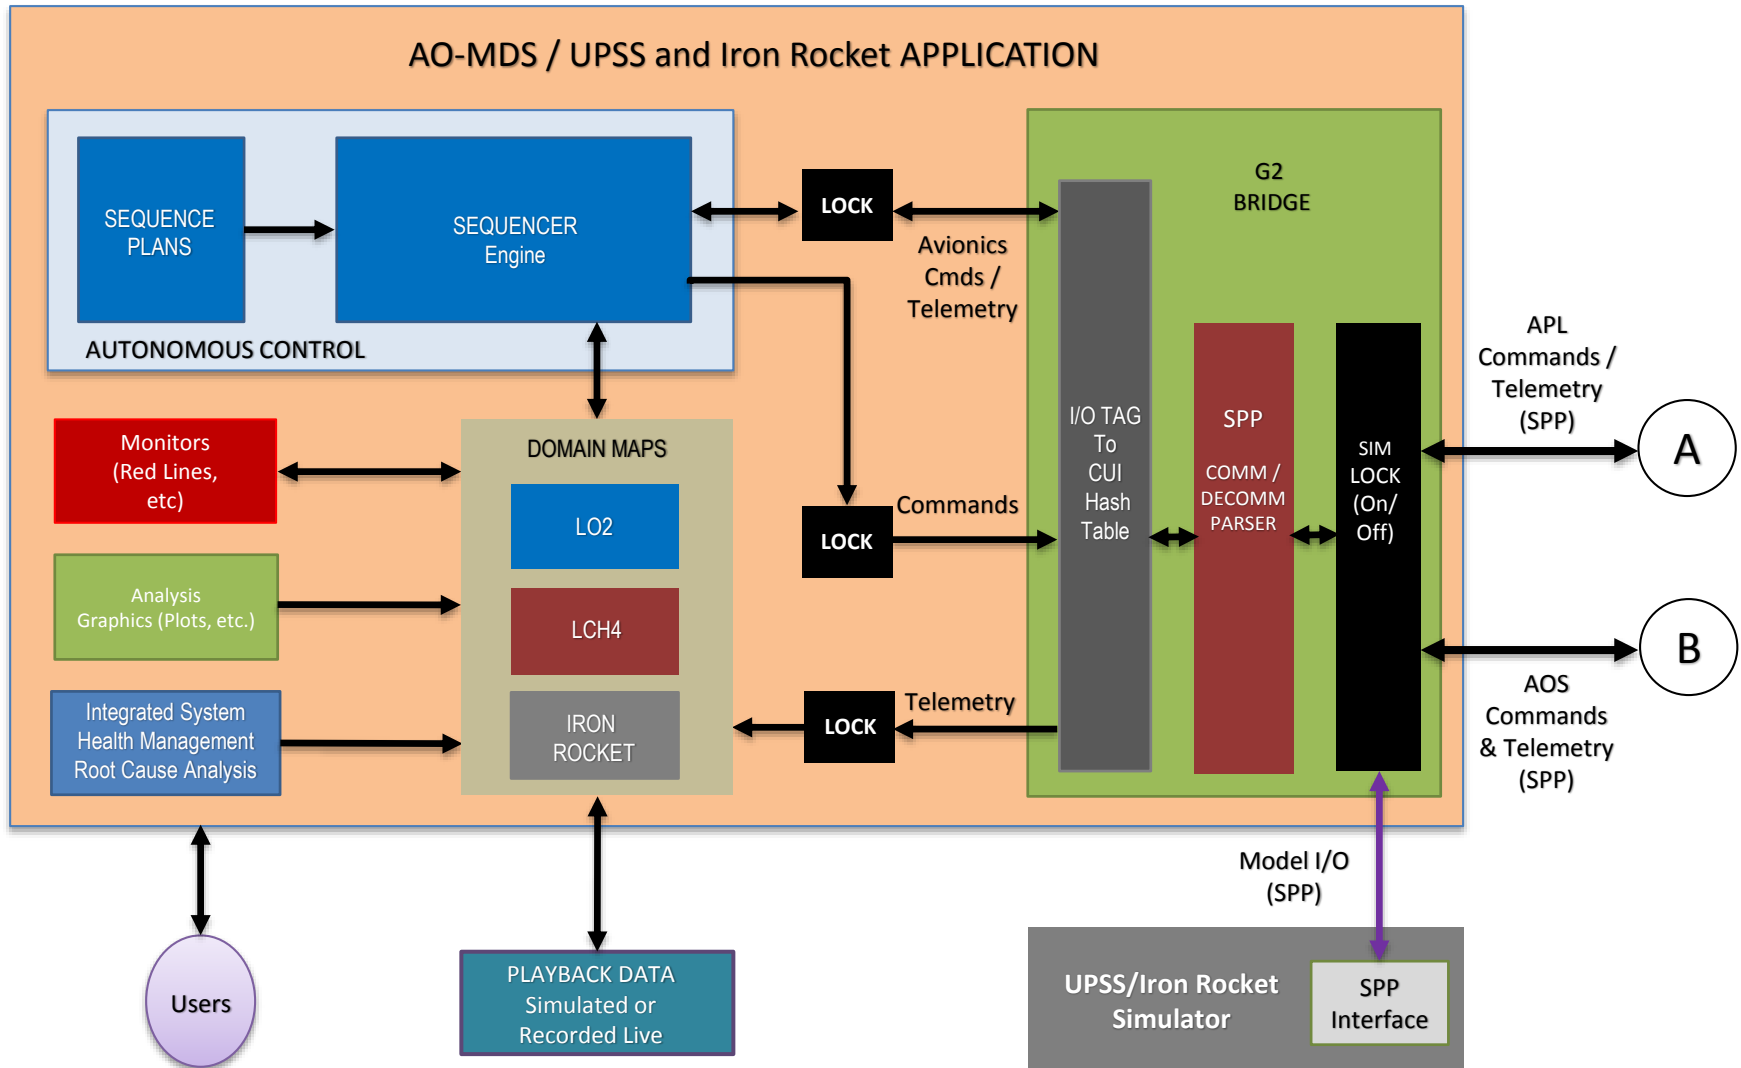 AO-MDS / UPSS and Iron Rocket APPLICATION
SEQUENCE
PLANS
SEQUENCER
Engine
AUTONOMOUS CONTROL
LOCK
Avionics
Cmds /
Telemetry
G2
BRIDGE
I/O TAG
To
CUI
Hash
Table
SPP
COMM /
DECOMM
PARSER
SIM
LOCK
(On/
Off)
APL
Commands /
Telemetry
(SPP)
A
Monitors
(Red Lines,
etc)
DOMAIN MAPS
LO2
LCH4
IRON
ROCKET
Commands
LOCK
Analysis
Graphics (Plots, etc.)
Integrated System
Health Management
Root Cause Analysis
LOCK
Telemetry
B
AOS
Commands
& Telemetry
(SPP)
Model I/O
(SPP)
Users
PLAYBACK DATA
Simulated or
Recorded Live
UPSS/Iron Rocket
Simulator
SPP
Interface